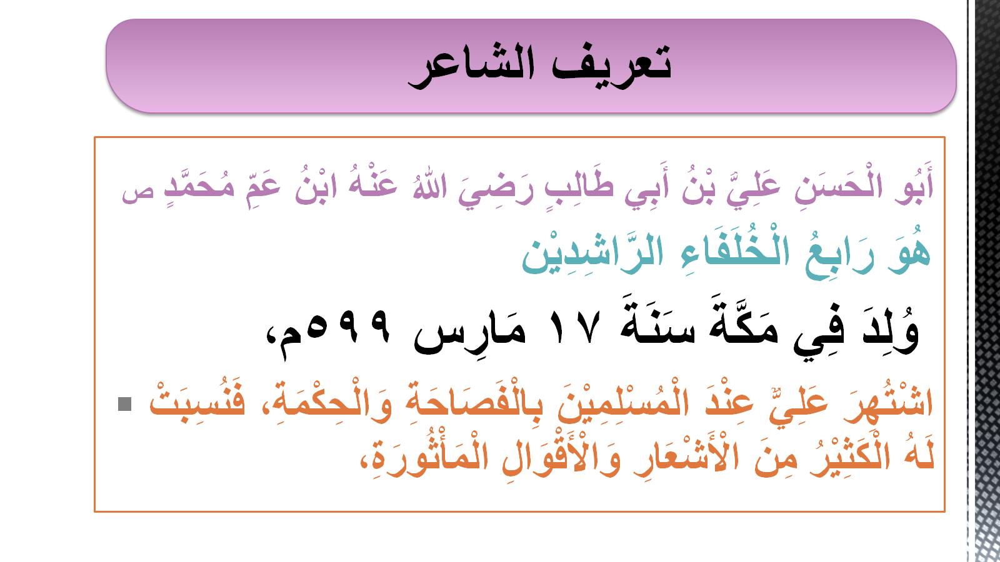 تعريف الشاعر
أَبُو الْحَسَنِ عَلِيَّ بْنُ أَبِي طَالِبٍ رَضِيَ اللهُ عَنْهُ ابْنُ عَمِّ مُحَمَّدٍ ص
هُوَ رَابِعُ الْخُلَفَاءِ الرَّاشِدِيْن
وُلِدَ فِي مَكَّةَ سَنَةَ ١٧ مَارِس ٥٩٩م،
اشْتُهِرَ عَلِيٌّ عِنْدَ الْمُسْلِمِيْنَ بِالْفَصَاحَةِ وَالْحِكْمَةِ، فَنُسِبَتْ
لَهُ الْكَثِيْرُ مِنَ الْأَشْعَارِ وَالْأَقْوَالِ الْمَأْثُورَةِ،